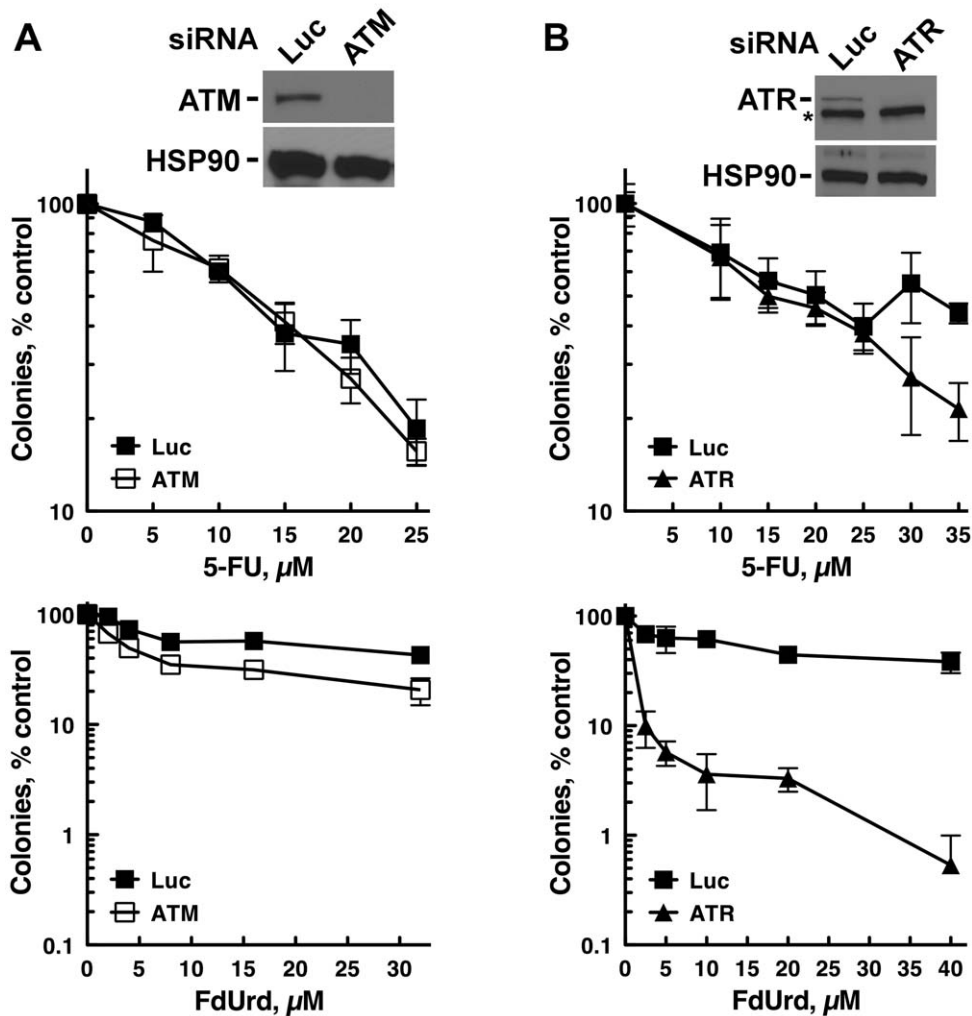 A
siRNA Luc ATM
ATM
HSP90
100
10
Colonies, % control
Luc
ATM
0 5 10 15 20 25
5-FU, µM
B
siRNA Luc ATR
ATR
*
HSP90
100
10
Colonies, % control
Luc
ATR
5 10 15 20 25 30 35
5-FU, µM
100
10
1
0.1
Colonies, % control
Luc
ATM
0 5 10 15 20 25 30
FdUrd, µM
100
10
1
0.1
Colonies, % control
Luc
ATR
0 5 10 15 20 25 30 35 40
FdUrd, µM